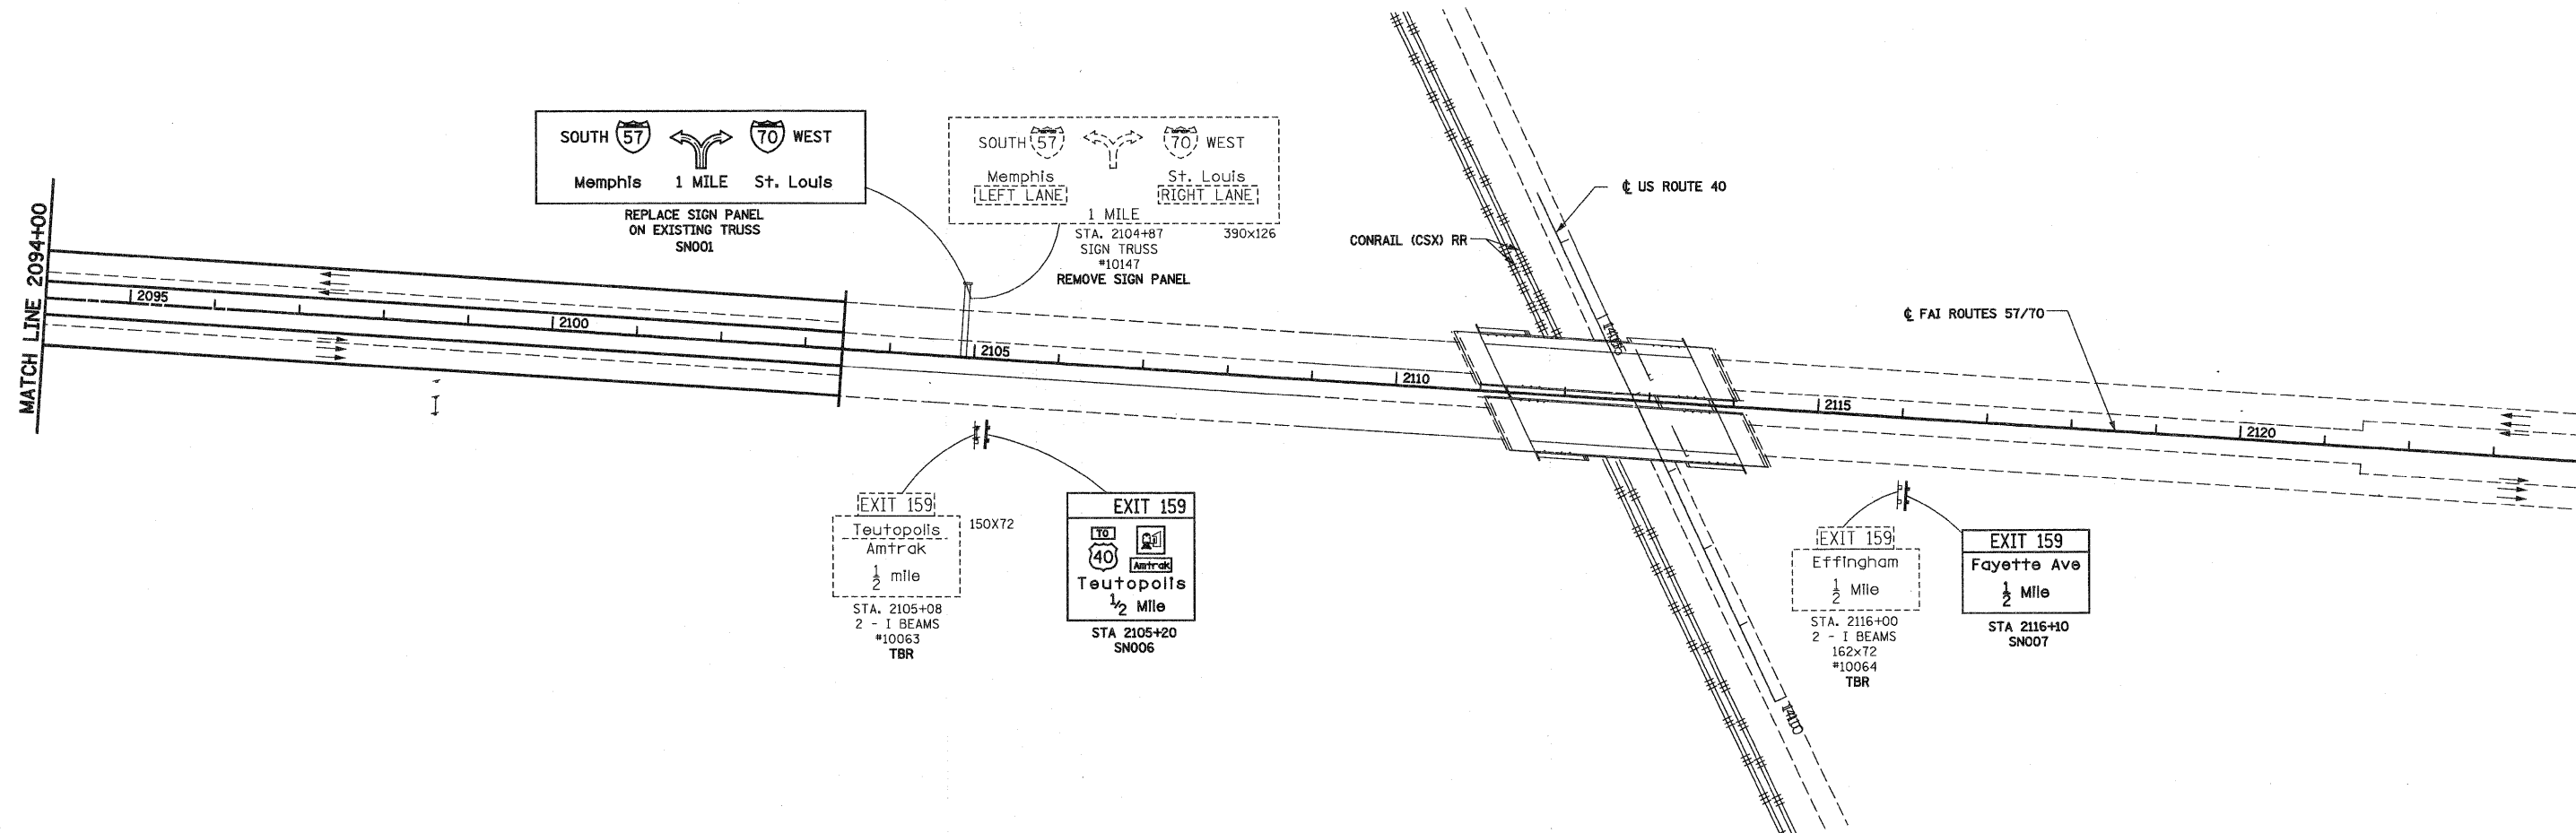 MATCH LINE 2094+00
SOUTH 57 70 WEST
Memphis 1 MILE St. Louis
REPLACE SIGN PANEL
ON EXISTING TRUSS
SN001
SOUTH 57 70 WEST
Memphis St. Louis
LEFT LANE RIGHT LANE
1 MILE
STA. 2104+87 390x126
SIGN TRUSS
#10147
REMOVE SIGN PANEL
CONRAIL (CSX) RR
℄ US ROUTE 40
℄ FAI ROUTES 57/70
2095
2100
2105
2110
2115
2120
1405
1400
EXIT 159
Teutopolis 150X72
Amtrak
1/2 mile
STA. 2105+08
2 - I BEAMS
#10063
TBR
EXIT 159
TO
40
Amtrak
Teutopolis
1/2 Mile
STA 2105+20
SN006
EXIT 159
Effingham
1/2 Mile
STA. 2116+00
2 - I BEAMS
162x72
#10064
TBR
EXIT 159
Fayette Ave
1/2 Mile
STA 2116+10
SN007